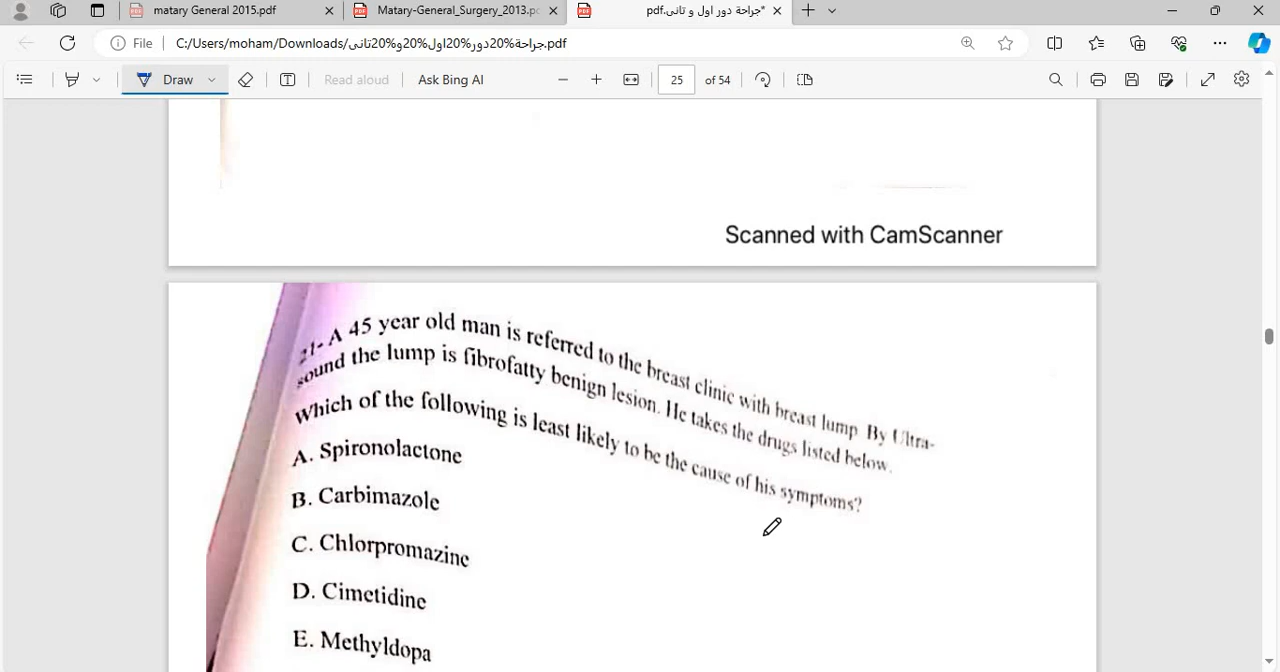 matary General 2015.pdf
Matary-General_Surgery_2013.pc
جراحة دور اول و تانى.pdf*
File
C:/Users/moham/Downloads/جراحة%20دور%20اول%20و%20تانى.pdf
Draw
Read aloud
Ask Bing AI
25
of 54
Scanned with CamScanner
21- A 45 year old man is referred to the breast clinic with breast lump. By Ultra-
sound the lump is fibrofatty benign lesion. He takes the drugs listed below.
Which of the following is least likely to be the cause of his symptoms?
A. Spironolactone
B. Carbimazole
C. Chlorpromazine
D. Cimetidine
E. Methyldopa